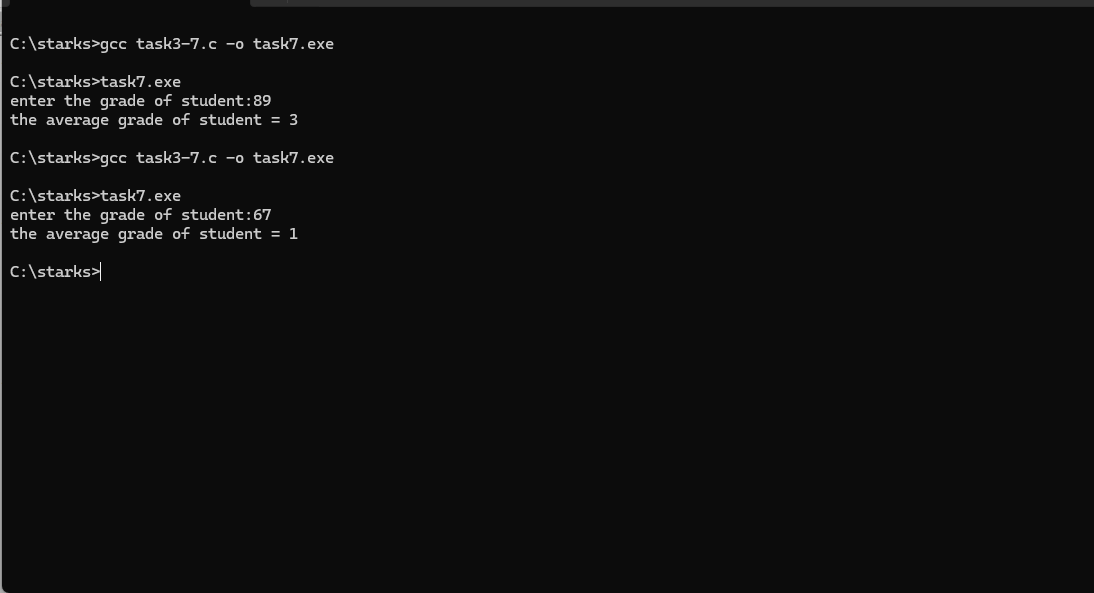 C:\starks>gcc task3-7.c -o task7.exe
C:\starks>task7.exe
enter the grade of student:89
the average grade of student = 3
C:\starks>gcc task3-7.c -o task7.exe
C:\starks>task7.exe
enter the grade of student:67
the average grade of student = 1
C:\starks>